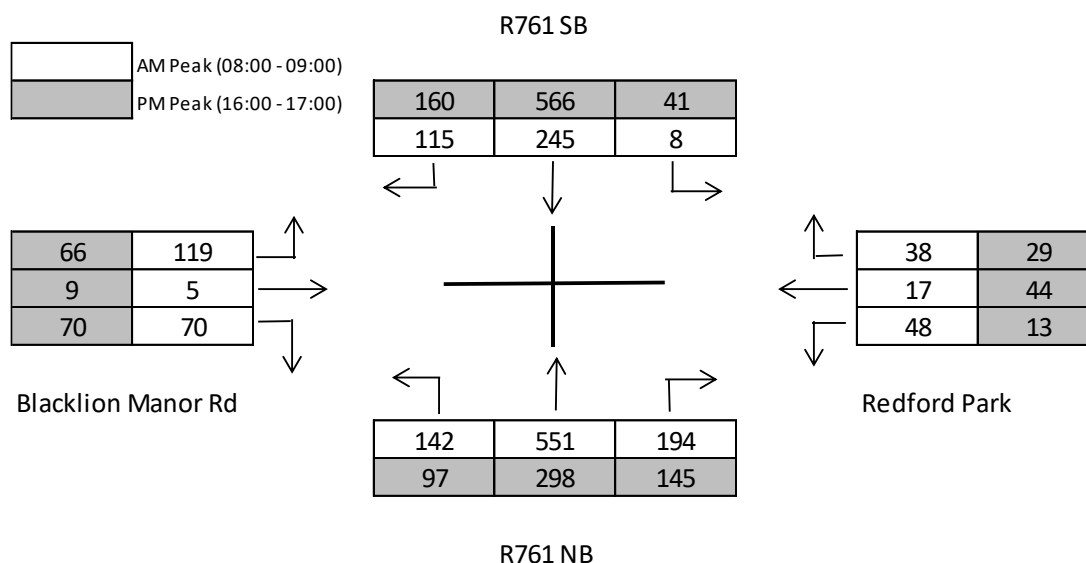 R761 SB
AM Peak (08:00 - 09:00)
PM Peak (16:00 - 17:00)
160 566 41
115 245 8
66 119
9 5
70 70
38 29
17 44
48 13
Blacklion Manor Rd
Redford Park
142 551 194
97 298 145
R761 NB